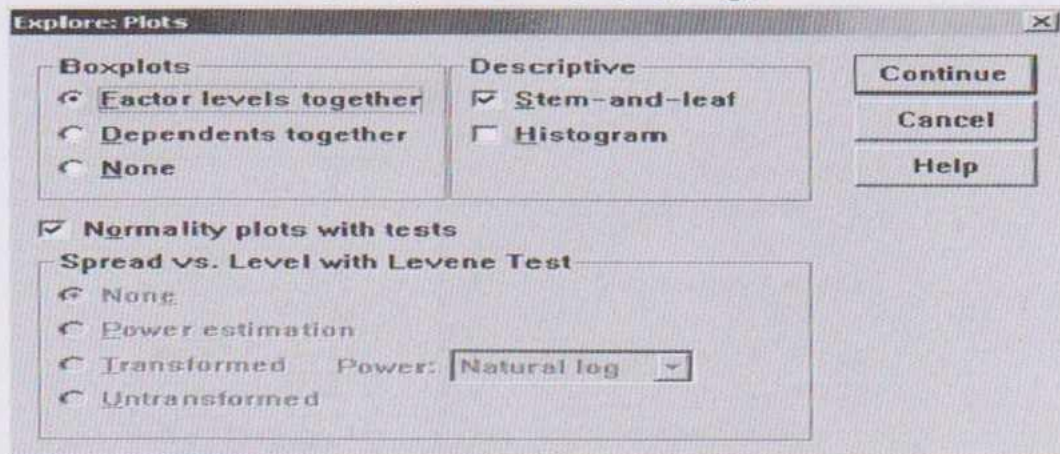 Explore: Plots
Boxplots
Factor levels together
Dependents together
None
Descriptive
Stem-and-leaf
Histogram
Continue
Cancel
Help
Normality plots with tests
Spread vs. Level with Levene Test
None
Power estimation
Transformed Power: Natural log
Untransformed